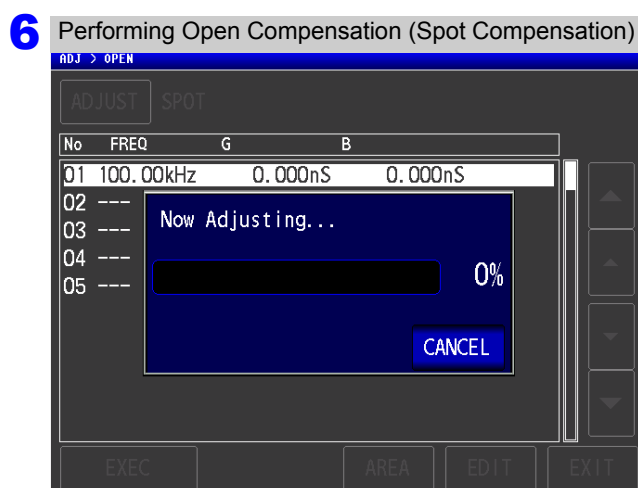 6 Performing Open Compensation (Spot Compensation)
ADJ > OPEN
ADJUST SPOT
No FREQ G B
01 100.00kHz 0.000nS 0.000nS
02 ---
03 ---
04 ---
05 ---
Now Adjusting...
0%
CANCEL
EXEC AREA EDIT EXIT